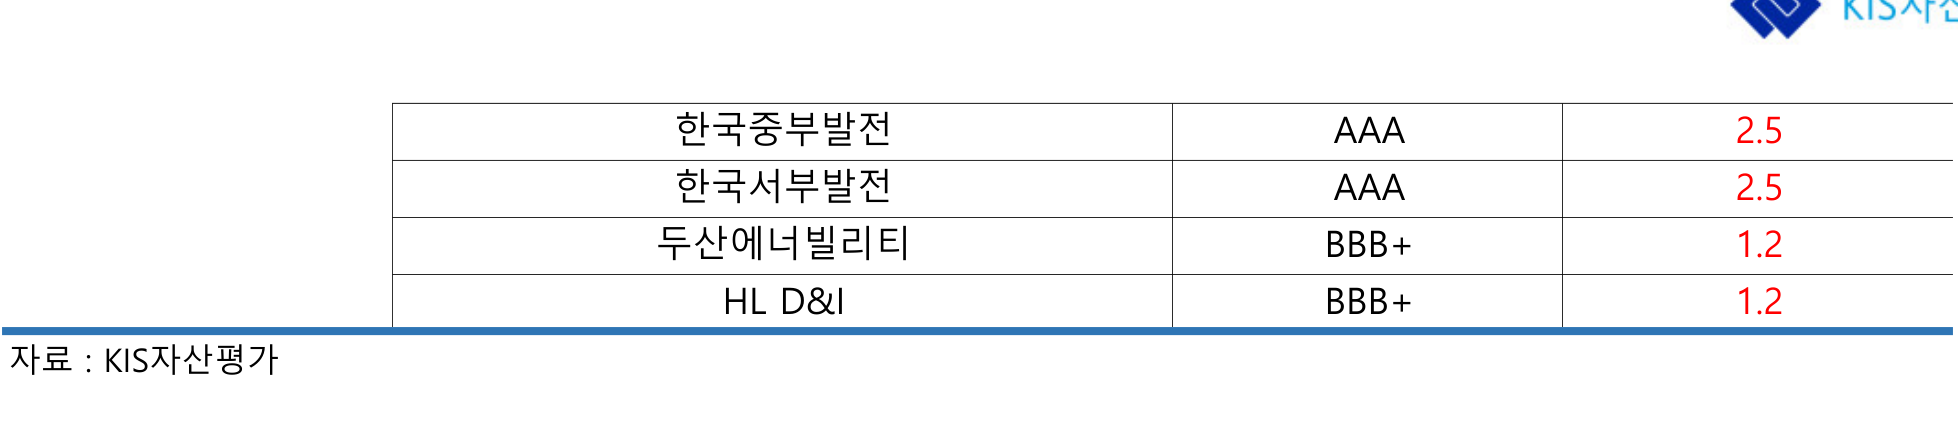 KIS자산
한국중부발전 AAA 2.5
한국서부발전 AAA 2.5
두산에너빌리티 BBB+ 1.2
HL D&I BBB+ 1.2
자료 : KIS자산평가